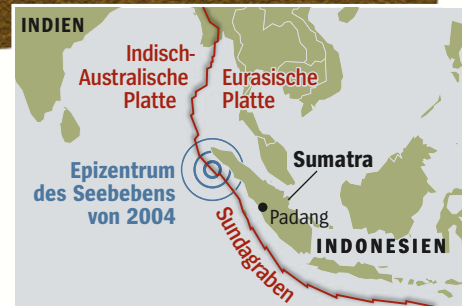 INDIEN
Indisch-
Australische
Platte
Eurasische
Platte
Epizentrum
des Seebebens
von 2004
Sumatra
Padang
INDONESIEN
Sundagraben